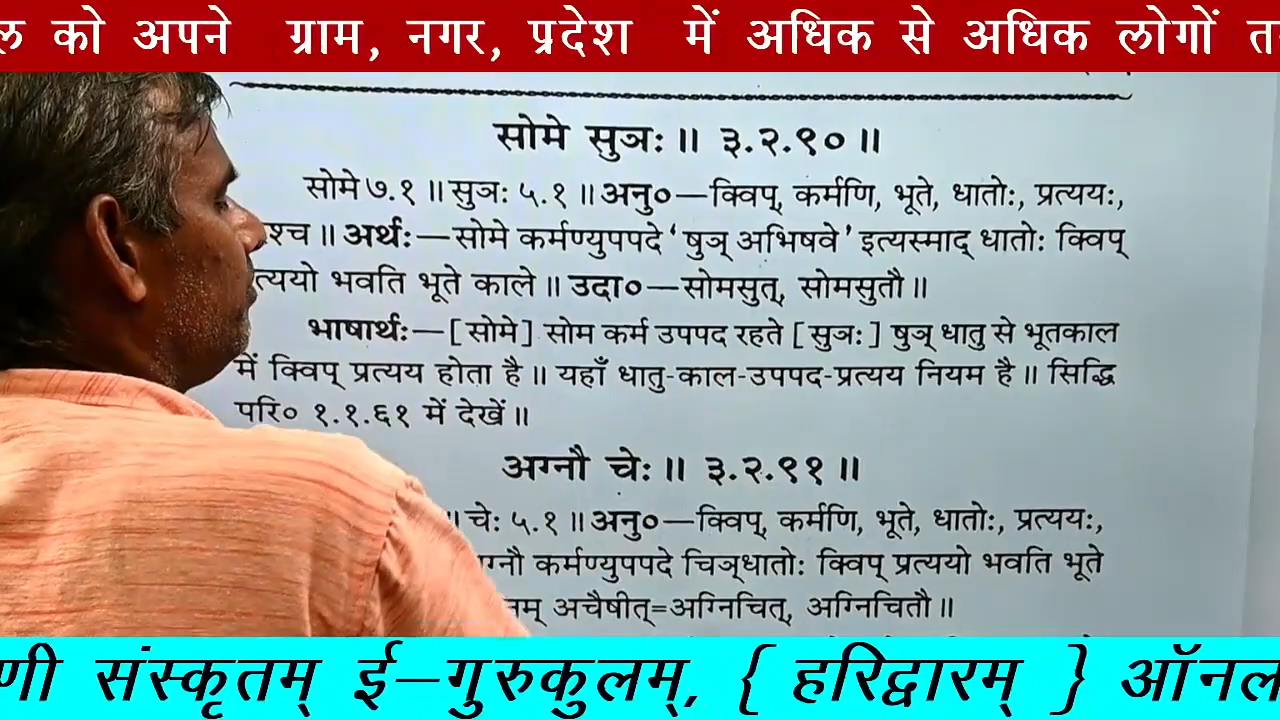 को अपने ग्राम, नगर, प्रदेश में अधिक से अधिक लोगों
सोमे सुञः ॥ ३.२.९० ॥
सोमे ७.१ ॥ सुञः ५.१ ॥ अनु०—क्विप्, कर्मणि, भूते, धातोः, प्रत्ययः,
श्च ॥ अर्थः—सोमे कर्मण्युपपदे ‘षुञ् अभिषवे’ इत्यस्माद् धातोः क्विप्
त्ययो भवति भूते काले ॥ उदा०—सोमसुत्, सोमसुतौ ॥
भाषार्थः—[सोमे] सोम कर्म उपपद रहते [सुञः] षुञ् धातु से भूतकाल
में क्विप् प्रत्यय होता है ॥ यहाँ धातु-काल-उपपद-प्रत्यय नियम है ॥ सिद्धि
परि० १.१.६१ में देखें ॥
अग्नौ चेः ॥ ३.२.९१ ॥
॥ चेः ५.१ ॥ अनु०—क्विप्, कर्मणि, भूते, धातोः, प्रत्ययः,
ग्नौ कर्मण्युपपदे चिञ्धातोः क्विप् प्रत्ययो भवति भूते
अचैषीत्=अग्निचित्, अग्निचितौ ॥
णी संस्कृतम् ई–गुरुकुलम्, { हरिद्वारम् } ऑनल